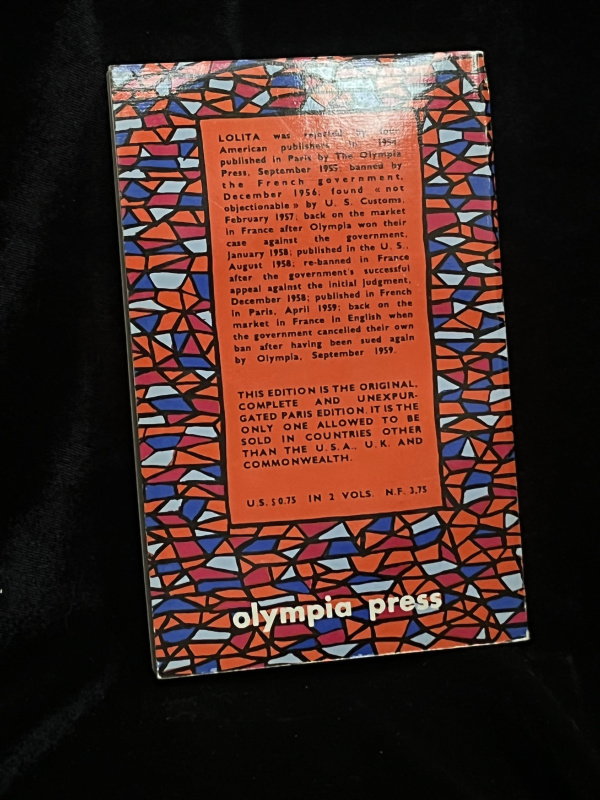 LOLITA was rejected by four
American publishers in 1954;
published in Paris by The Olympia
Press, September 1955; banned by
the French government,
December 1956; found « not
objectionable » by U. S. Customs,
February 1957; back on the market
in France after Olympia won their
case against the government,
January 1958; published in the U. S.,
August 1958; re-banned in France
after the government's successful
appeal against the initial judgment,
December 1958; published in French
in Paris, April 1959; back on the
market in France in English when
the government cancelled their own
ban after having been sued again
by Olympia, September 1959.
THIS EDITION IS THE ORIGINAL,
COMPLETE AND UNEXPUR-
GATED PARIS EDITION. IT IS THE
ONLY ONE ALLOWED TO BE
SOLD IN COUNTRIES OTHER
THAN THE U.S.A., U.K. AND
COMMONWEALTH.
U.S. $ 0.75 IN 2 VOLS. N.F. 3,75
olympia press